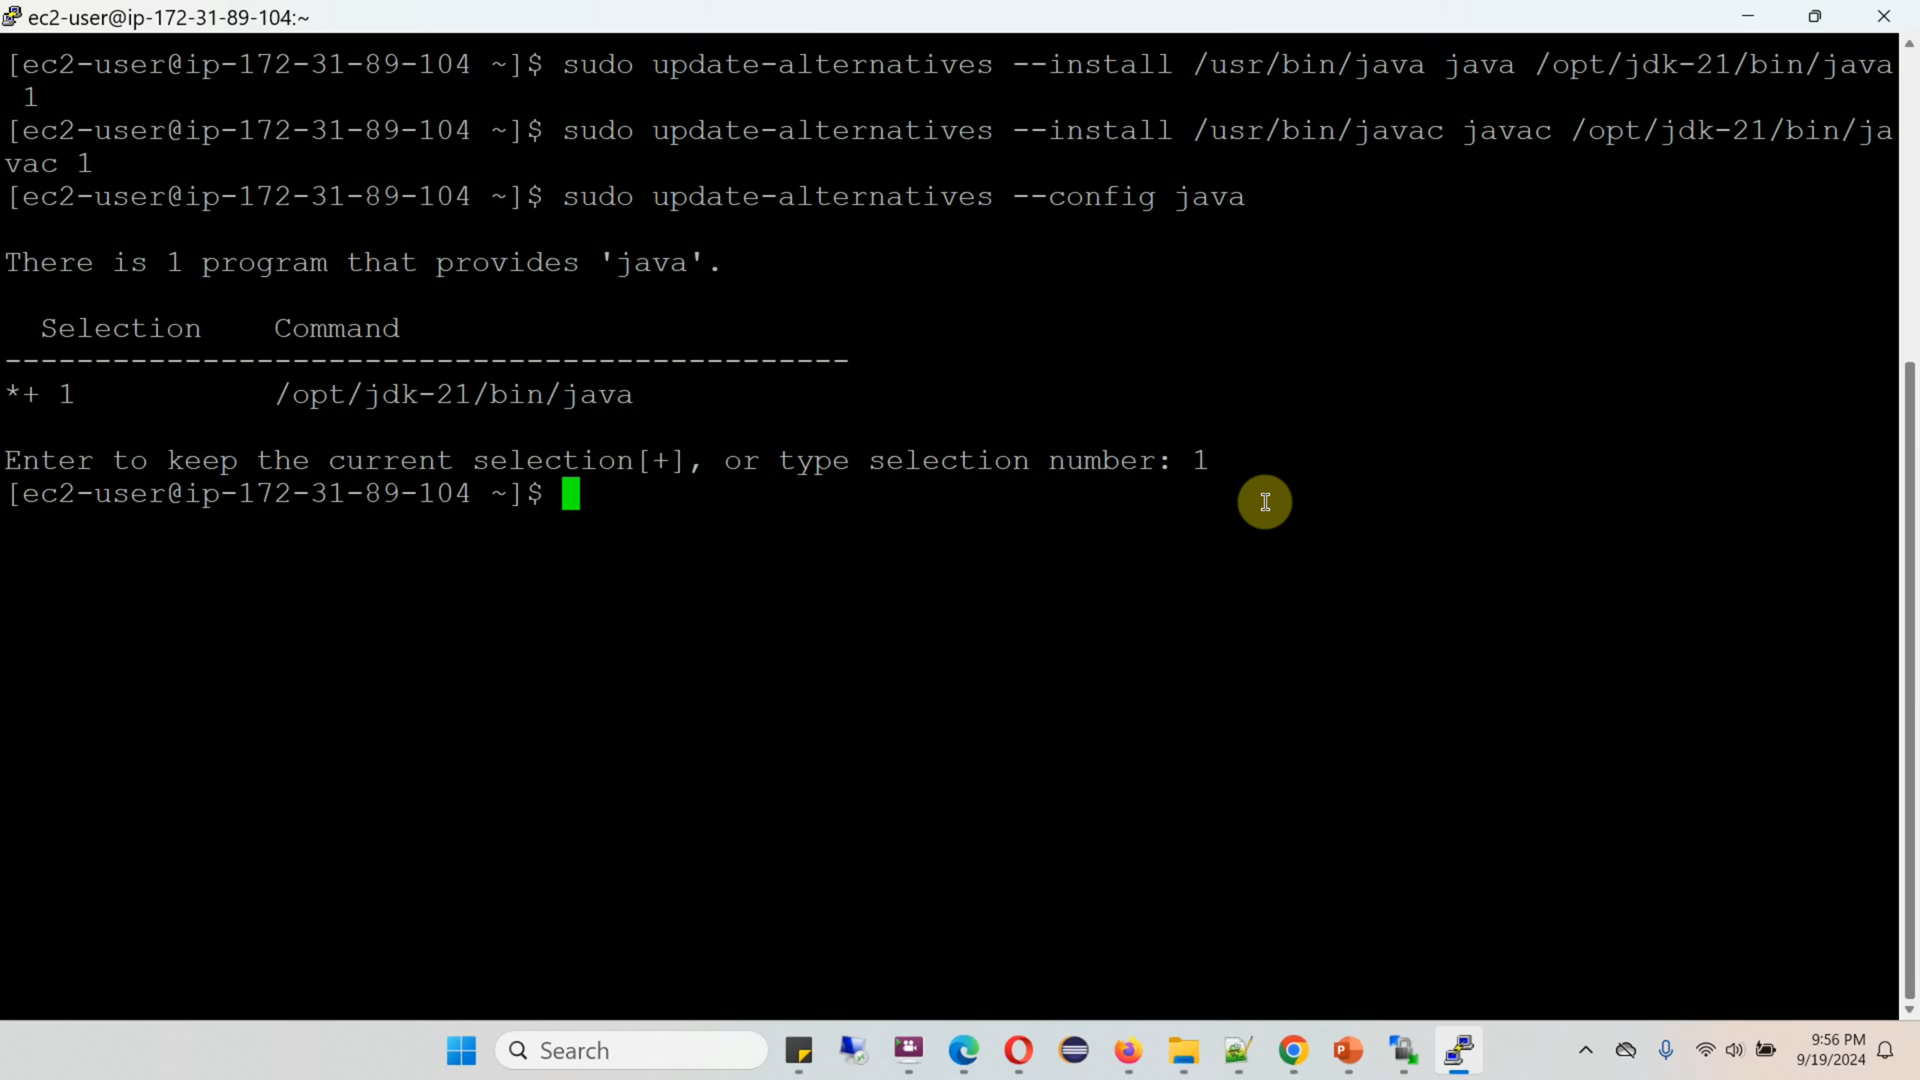 ec2-user@ip-172-31-89-104:~
[ec2-user@ip-172-31-89-104 ~]$ sudo update-alternatives --install /usr/bin/java java /opt/jdk-21/bin/java
 1
[ec2-user@ip-172-31-89-104 ~]$ sudo update-alternatives --install /usr/bin/javac javac /opt/jdk-21/bin/ja
vac 1
[ec2-user@ip-172-31-89-104 ~]$ sudo update-alternatives --config java
There is 1 program that provides 'java'.
  Selection    Command
-----------------------------------------------
*+ 1           /opt/jdk-21/bin/java
Enter to keep the current selection[+], or type selection number: 1
[ec2-user@ip-172-31-89-104 ~]$
Search
9:56 PM
9/19/2024